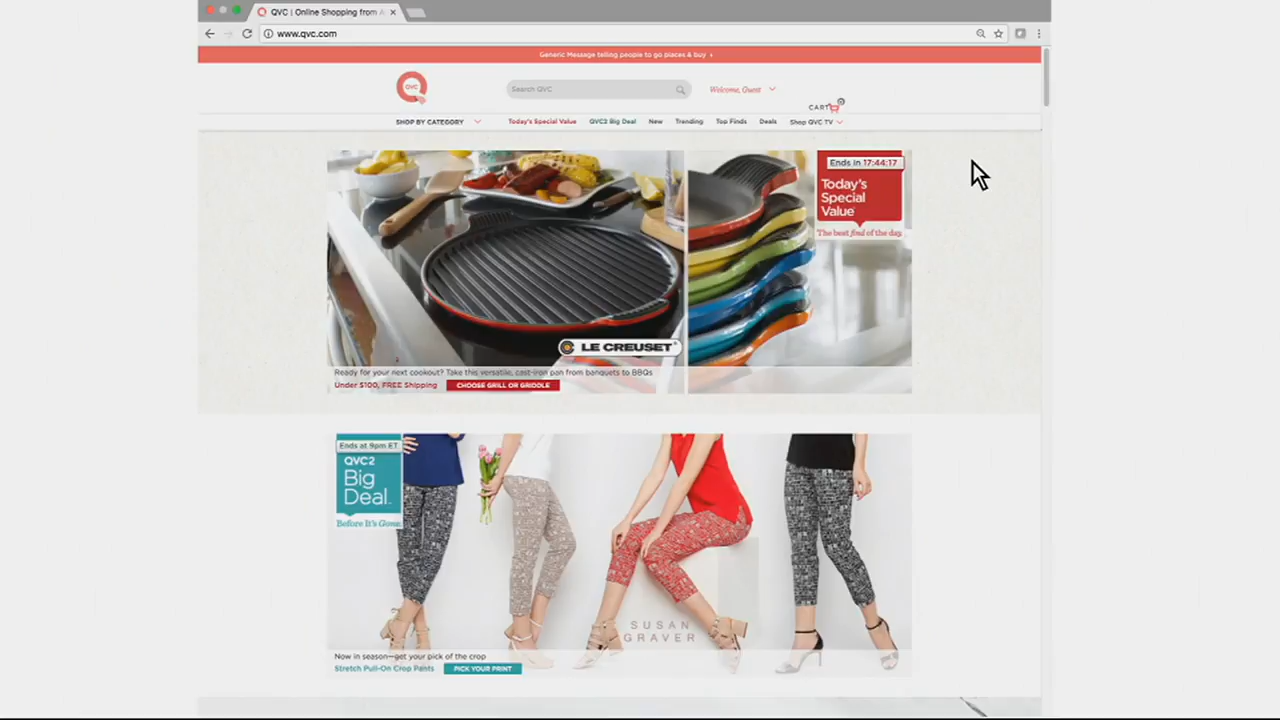 QVC | Online Shopping from
www.qvc.com
Generic Message telling people to go places & buy
QVC
Search QVC
Welcome, Guest
CART 0
SHOP BY CATEGORY Today's Special Value QVC2 Big Deal New Trending Top Finds Deals Shop QVC TV
Ends in 17:44:17
Today's
Special
Value
The best find of the day.
LE CREUSET
Ready for your next cookout? Take this versatile, cast-iron pan from banquets to BBQs
Under $100, FREE Shipping CHOOSE GRILL OR GRIDDLE
Ends at 9pm ET
QVC2
Big
Deal
Before It's Gone.
SUSAN
GRAVER
Now in season—get your pick of the crop
Stretch Pull-On Crop Pants PICK YOUR PRINT